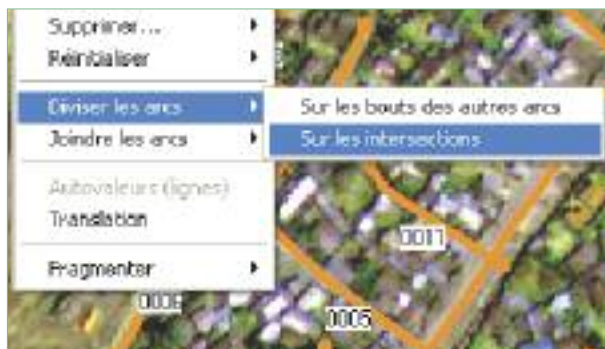 Supprimer...
Réinitialiser
Diviser les arcs
Sur les bouts des autres arcs
Joindre les arcs
Sur les intersections
Autovaleurs (lignes)
Translation
0011
Fragmenter
0006
0005